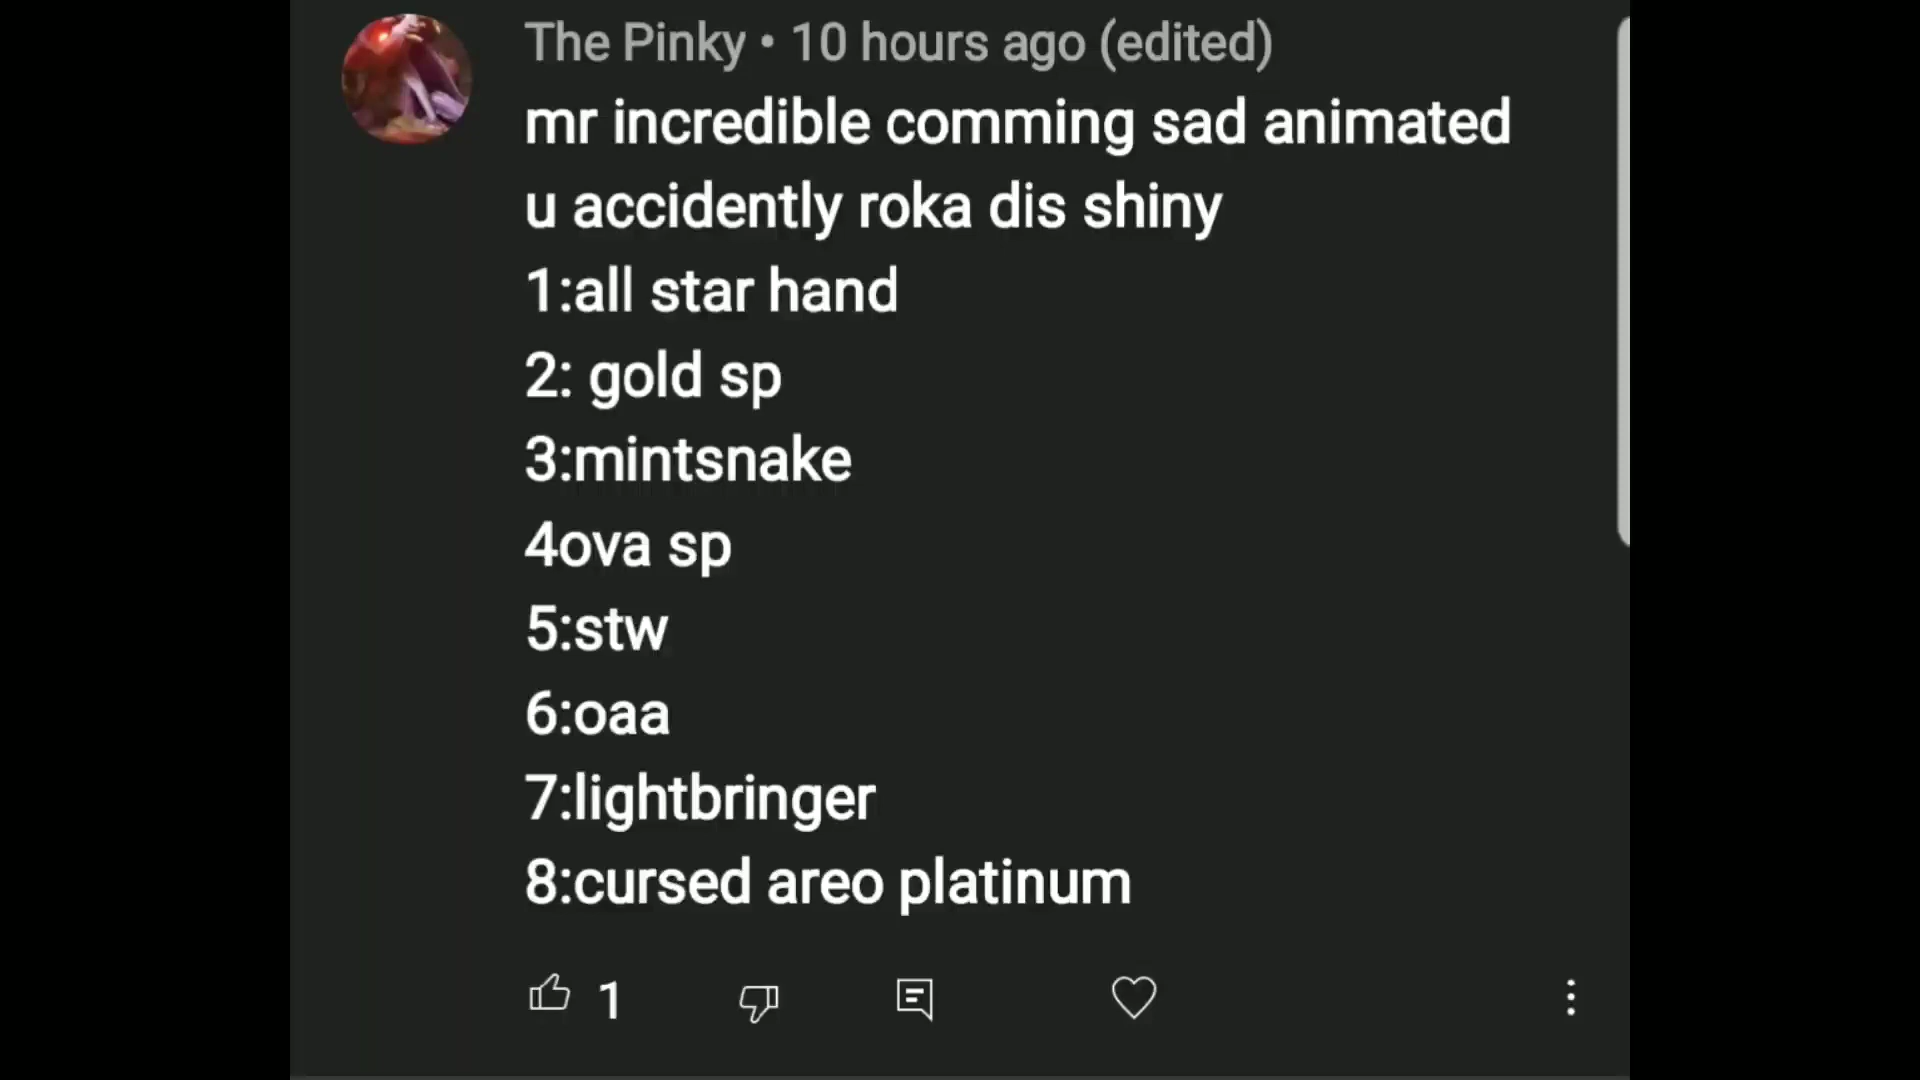 The Pinky • 10 hours ago (edited)
mr incredible comming sad animated
u accidently roka dis shiny
1:all star hand
2: gold sp
3:mintsnake
4ova sp
5:stw
6:oaa
7:lightbringer
8:cursed areo platinum
1